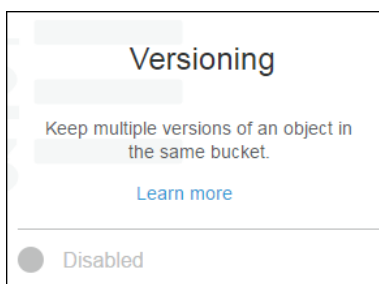 Versioning
Keep multiple versions of an object in
the same bucket.
Learn more
Disabled